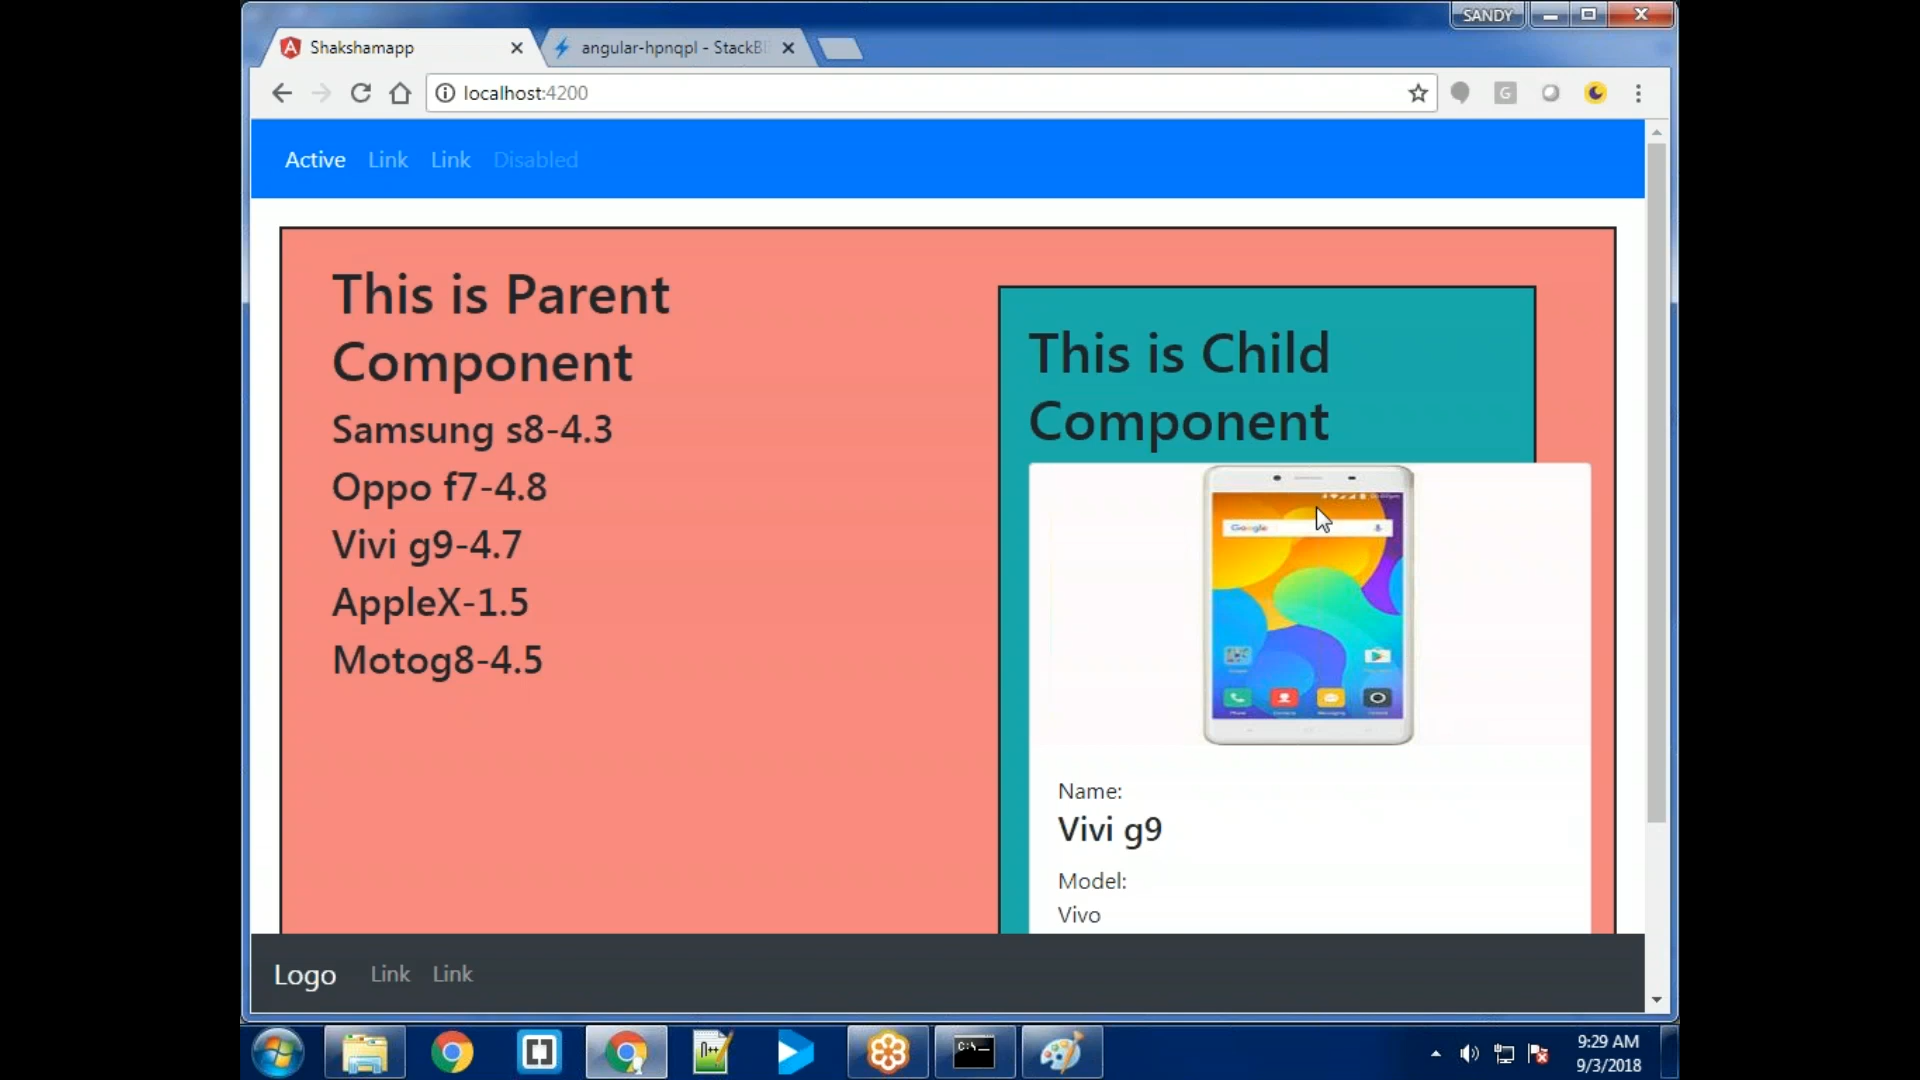 SANDY
Shakshamapp
angular-hpnqpl - StackB
localhost:4200
G
Active Link Link Disabled
This is Parent
Component
Samsung s8-4.3
Oppo f7-4.8
Vivi g9-4.7
AppleX-1.5
Motog8-4.5
This is Child
Component
Google
Name:
Vivi g9
Model:
Vivo
Logo Link Link
9:29 AM
9/3/2018